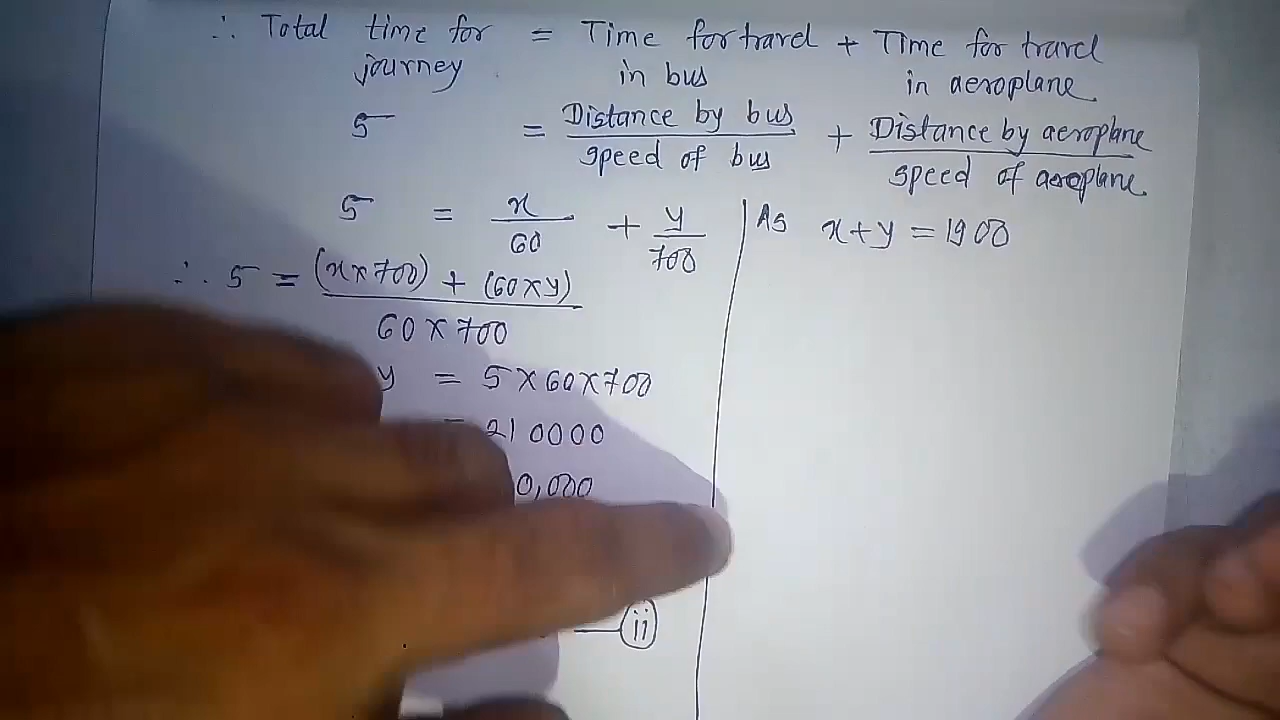 ∴ Total time for journey = Time for travel in bus + Time for travel in aeroplane
5 = Distance by bus / speed of bus + Distance by aeroplane / speed of aeroplane
5 = x/60 + y/700
∴ 5 = (x×700) + (60×y) / 60×700
y = 5×60×700
= 210000
0,000
(ii)
As x+y = 1900